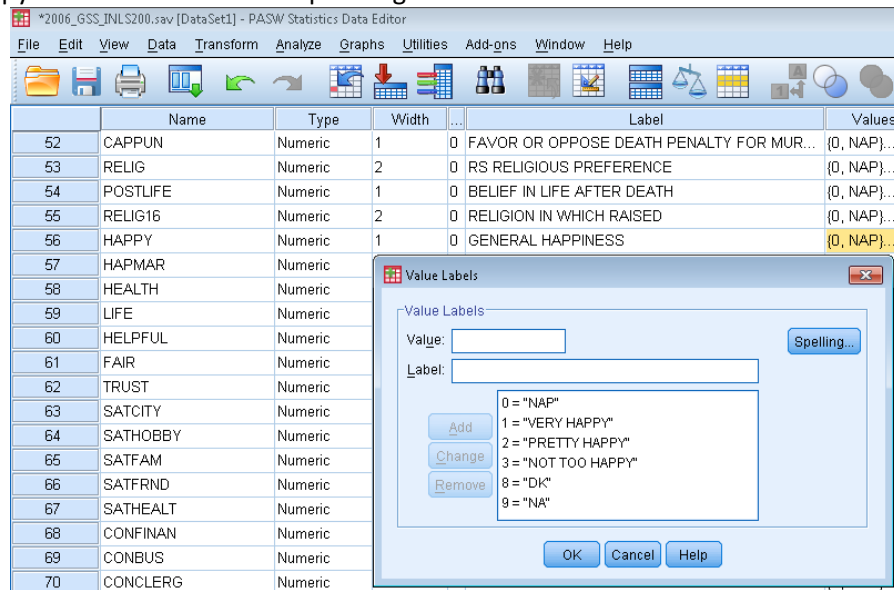 *2006_GSS_INLS200.sav [DataSet1] - PASW Statistics Data Editor
File Edit View Data Transform Analyze Graphs Utilities Add-ons Window Help
Name Type Width ... Label Values
52 CAPPUN Numeric 1 0 FAVOR OR OPPOSE DEATH PENALTY FOR MUR... {0, NAP}...
53 RELIG Numeric 2 0 RS RELIGIOUS PREFERENCE {0, NAP}...
54 POSTLIFE Numeric 1 0 BELIEF IN LIFE AFTER DEATH {0, NAP}...
55 RELIG16 Numeric 2 0 RELIGION IN WHICH RAISED {0, NAP}...
56 HAPPY Numeric 1 0 GENERAL HAPPINESS {0, NAP}...
57 HAPMAR Numeric
58 HEALTH Numeric
59 LIFE Numeric
60 HELPFUL Numeric
61 FAIR Numeric
62 TRUST Numeric
63 SATCITY Numeric
64 SATHOBBY Numeric
65 SATFAM Numeric
66 SATFRND Numeric
67 SATHEALT Numeric
68 CONFINAN Numeric
69 CONBUS Numeric
70 CONCLERG Numeric
Value Labels
Value Labels
Value:
Spelling...
Label:
Add
Change
Remove
0 = "NAP"
1 = "VERY HAPPY"
2 = "PRETTY HAPPY"
3 = "NOT TOO HAPPY"
8 = "DK"
9 = "NA"
OK Cancel Help